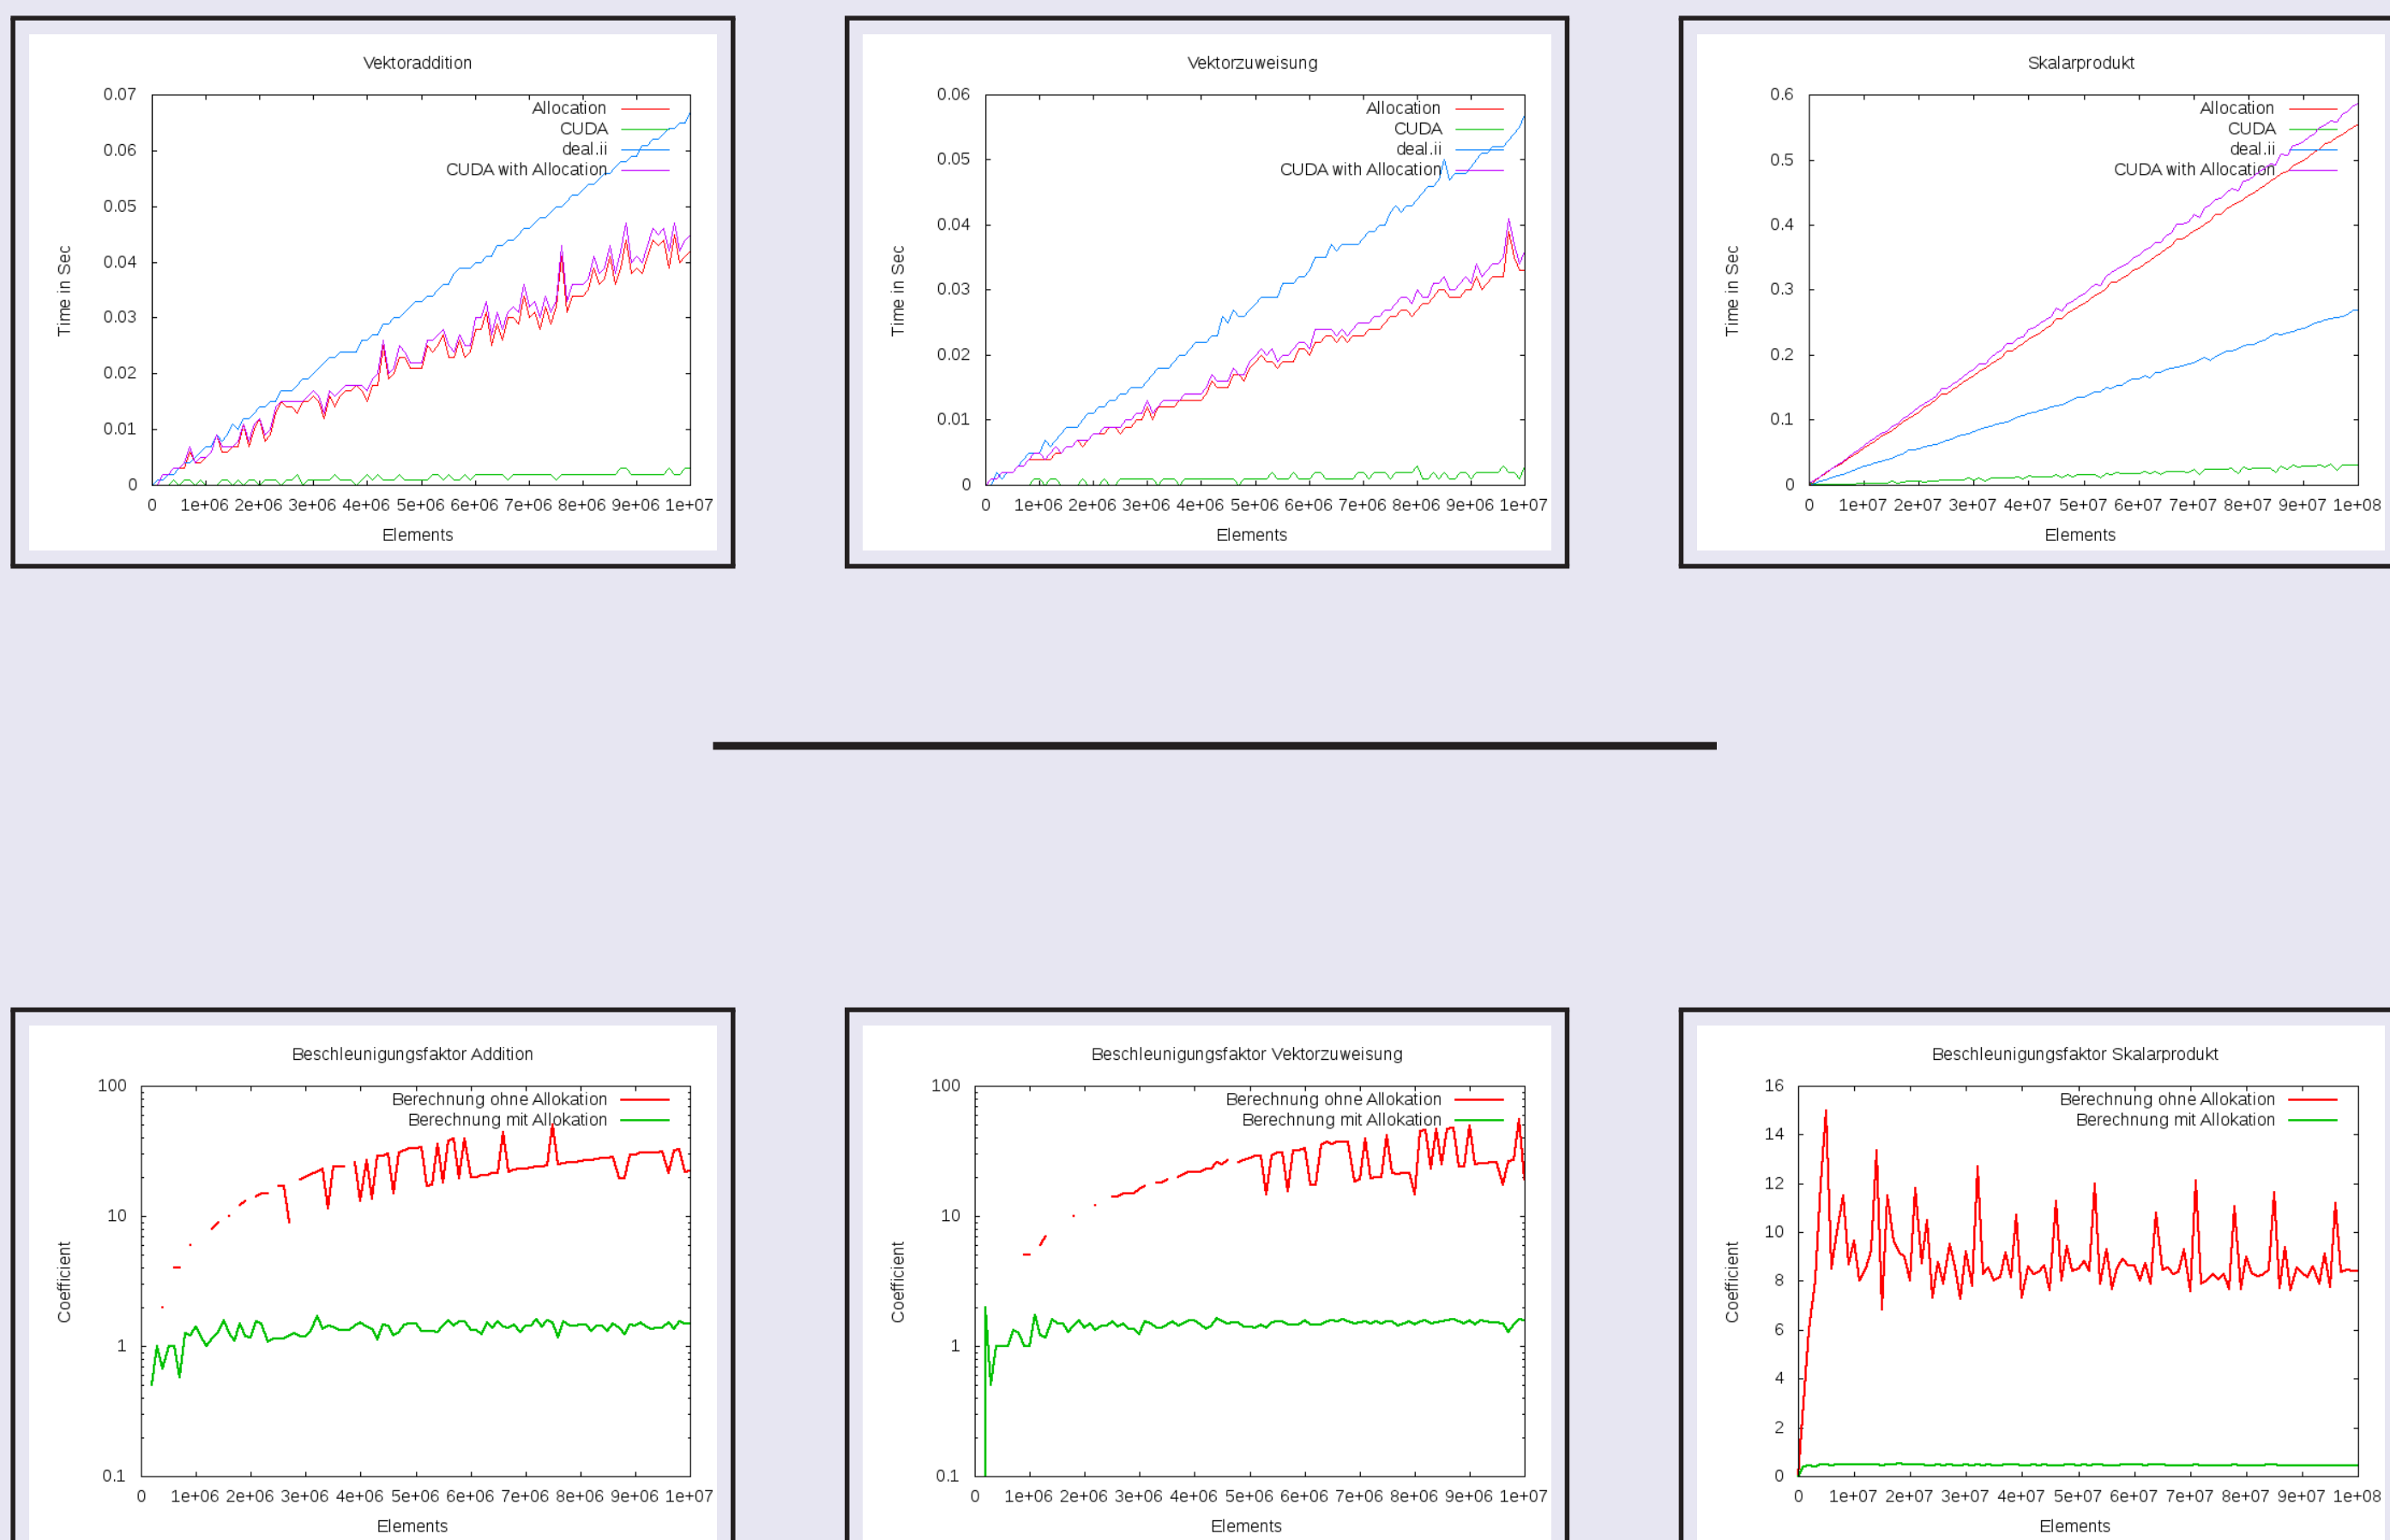 Vektoraddition
0.07
0.06
0.05
0.04
0.03
0.02
0.01
0
Time in Sec
Allocation
CUDA
deal.ii
CUDA with Allocation
0 1e+06 2e+06 3e+06 4e+06 5e+06 6e+06 7e+06 8e+06 9e+06 1e+07
Elements
Vektorzuweisung
0.06
0.05
0.04
0.03
0.02
0.01
0
Time in Sec
Allocation
CUDA
deal.ii
CUDA with Allocation
0 1e+06 2e+06 3e+06 4e+06 5e+06 6e+06 7e+06 8e+06 9e+06 1e+07
Elements
Skalarprodukt
0.6
0.5
0.4
0.3
0.2
0.1
0
Time in Sec
Allocation
CUDA
deal.ii
CUDA with Allocation
0 1e+07 2e+07 3e+07 4e+07 5e+07 6e+07 7e+07 8e+07 9e+07 1e+08
Elements
Beschleunigungsfaktor Addition
100
10
1
0.1
Coefficient
Berechnung ohne Allokation
Berechnung mit Allokation
0 1e+06 2e+06 3e+06 4e+06 5e+06 6e+06 7e+06 8e+06 9e+06 1e+07
Elements
Beschleunigungsfaktor Vektorzuweisung
100
10
1
0.1
Coefficient
Berechnung ohne Allokation
Berechnung mit Allokation
0 1e+06 2e+06 3e+06 4e+06 5e+06 6e+06 7e+06 8e+06 9e+06 1e+07
Elements
Beschleunigungsfaktor Skalarprodukt
16
14
12
10
8
6
4
2
0
Coefficient
Berechnung ohne Allokation
Berechnung mit Allokation
0 1e+07 2e+07 3e+07 4e+07 5e+07 6e+07 7e+07 8e+07 9e+07 1e+08
Elements